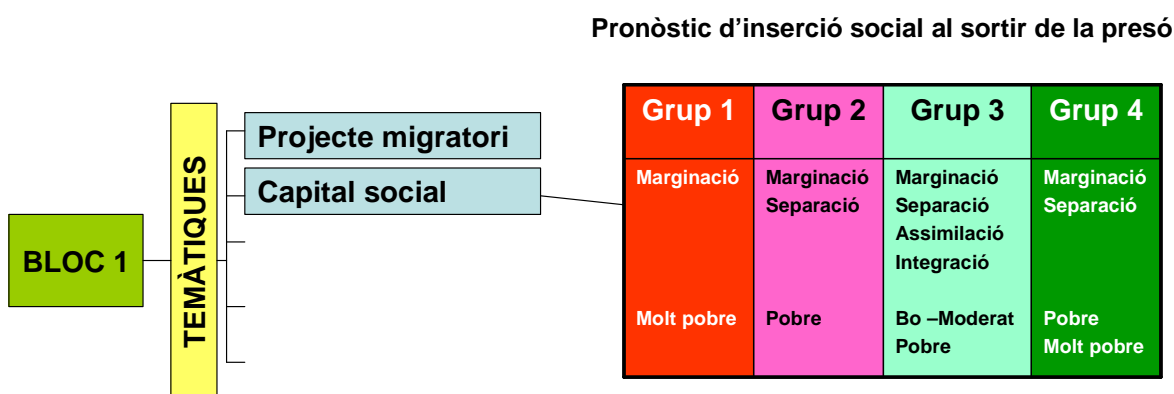 Pronòstic d’inserció social al sortir de la presó
BLOC 1
TEMÀTIQUES
Projecte migratori
Capital social
Grup 1 Grup 2 Grup 3 Grup 4
Marginació Marginació Marginació Marginació
Separació Separació Separació
Assimilació
Integració
Molt pobre Pobre Bo –Moderat Pobre
Pobre Molt pobre